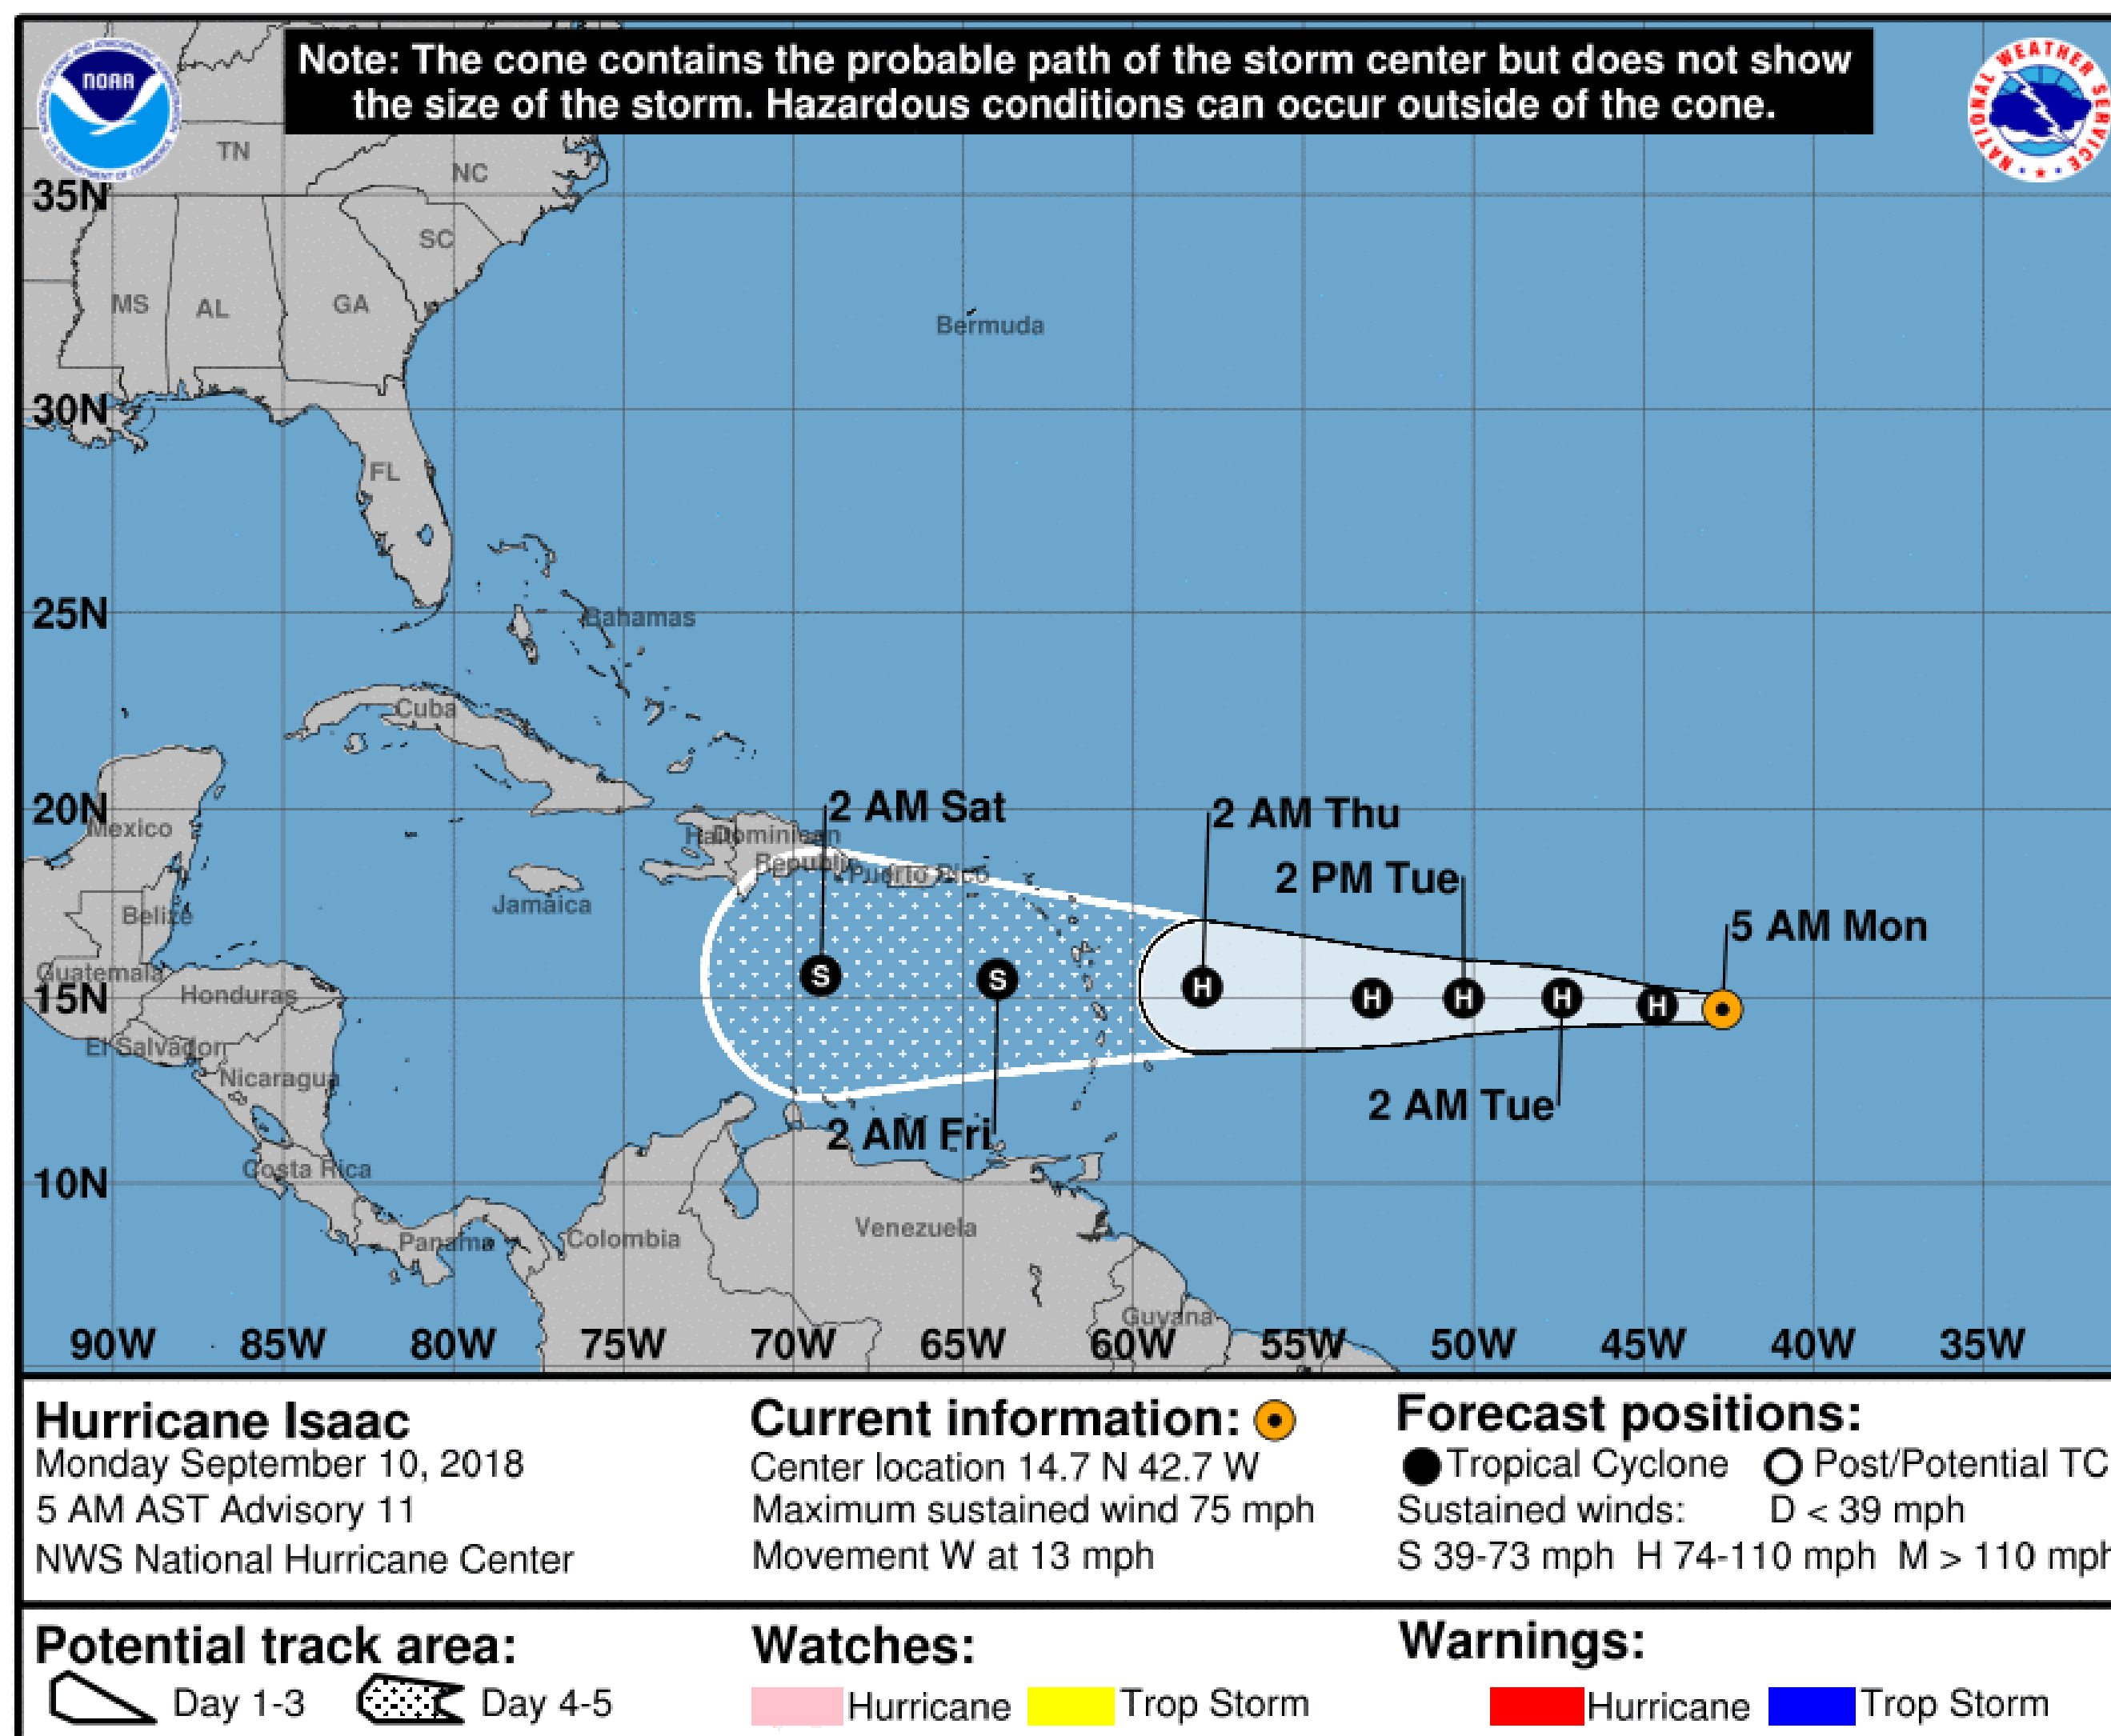 Note: The cone contains the probable path of the storm center but does not show
the size of the storm. Hazardous conditions can occur outside of the cone.
NOAA
NATIONAL WEATHER SERVICE
TN
NC
35N
SC
MS
AL
GA
Bermuda
30N
FL
25N
Bahamas
Cuba
20N
2 AM Sat
2 AM Thu
Mexico
Haiti
Dominican
Republic
Puerto Rico
2 PM Tue
Jamaica
Belize
5 AM Mon
Guatemala
S
S
H
H
H
H
H
15N
Honduras
El Salvador
Nicaragua
2 AM Tue
2 AM Fri
Costa Rica
10N
Panama
Colombia
Venezuela
Guyana
90W 85W 80W 75W 70W 65W 60W 55W 50W 45W 40W 35W
Hurricane Isaac
Monday September 10, 2018
5 AM AST Advisory 11
NWS National Hurricane Center
Current information:
Center location 14.7 N 42.7 W
Maximum sustained wind 75 mph
Movement W at 13 mph
Forecast positions:
Tropical Cyclone Post/Potential TC
Sustained winds: D < 39 mph
S 39-73 mph H 74-110 mph M > 110 mph
Potential track area:
Day 1-3 Day 4-5
Watches:
Hurricane Trop Storm
Warnings:
Hurricane Trop Storm